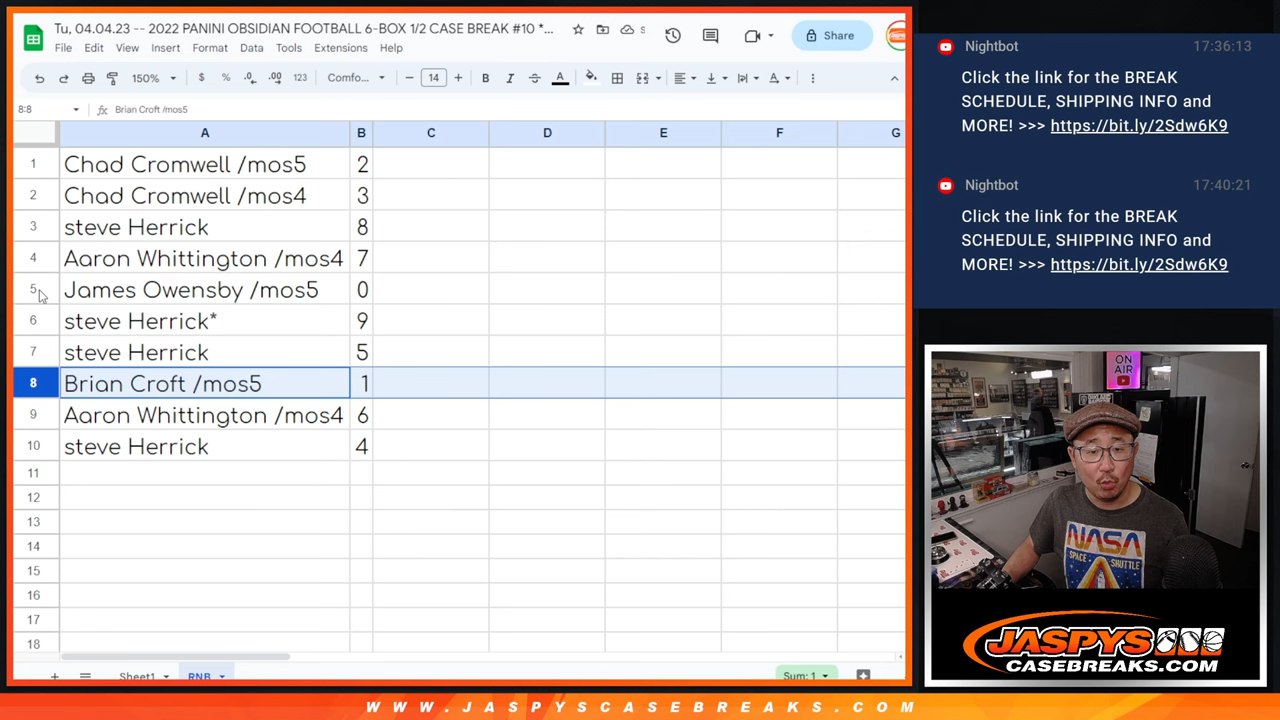 Tu, 04.04.23 -- 2022 PANINI OBSIDIAN FOOTBALL 6-BOX 1/2 CASE BREAK #10 *...
S
Share
File Edit View Insert Format Data Tools Extensions Help
150% $ % .0 .00 123 Comfo... − 14 + B I S A
8:8 fx Brian Croft /mos5
A B C D E F G
1 Chad Cromwell /mos5 2
2 Chad Cromwell /mos4 3
3 steve Herrick 8
4 Aaron Whittington /mos4 7
5 James Owensby /mos5 0
6 steve Herrick* 9
7 steve Herrick 5
8 Brian Croft /mos5 1
9 Aaron Whittington /mos4 6
10 steve Herrick 4
11
12
13
14
15
16
17
18
+ Sheet1 RNB Sum: 1
Nightbot 17:36:13
Click the link for the BREAK
SCHEDULE, SHIPPING INFO and
MORE! >>> https://bit.ly/2Sdw6K9
Nightbot 17:40:21
Click the link for the BREAK
SCHEDULE, SHIPPING INFO and
MORE! >>> https://bit.ly/2Sdw6K9
ON
AIR
NASA
SPACE SHUTTLE
JASPYS
CASEBREAKS.COM
WWW.JASPYSCASEBREAKS.COM